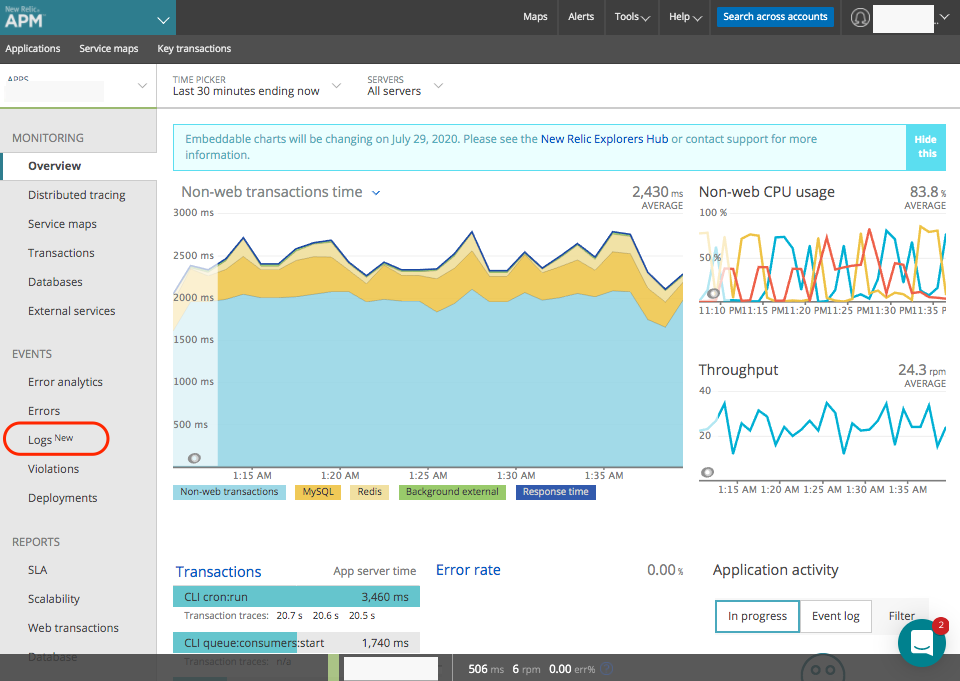 New Relic
APM
Maps
Alerts
Tools
Help
Search across accounts
Applications
Service maps
Key transactions
APPS
TIME PICKER
Last 30 minutes ending now
SERVERS
All servers
MONITORING
Overview
Distributed tracing
Service maps
Transactions
Databases
External services
EVENTS
Error analytics
Errors
Logs New
Violations
Deployments
REPORTS
SLA
Scalability
Web transactions
Database
Embeddable charts will be changing on July 29, 2020. Please see the New Relic Explorers Hub or contact support for more
information.
Hide
this
Non-web transactions time
2,430 ms
AVERAGE
3000 ms
2500 ms
2000 ms
1500 ms
1000 ms
500 ms
1:15 AM 1:20 AM 1:25 AM 1:30 AM 1:35 AM
Non-web transactions MySQL Redis Background external Response time
Non-web CPU usage
83.8 %
AVERAGE
100 %
50 %
11:10 PM 11:15 PM 11:20 PM 11:25 PM 11:30 PM 11:35 P
Throughput
24.3 rpm
AVERAGE
40
20
1:15 AM 1:20 AM 1:25 AM 1:30 AM 1:35 AM
Transactions
App server time
CLI cron:run 3,460 ms
Transaction traces: 20.7 s 20.6 s 20.5 s
CLI queue:consumers:start 1,740 ms
Transaction traces: n/a
Error rate
0.00 %
Application activity
In progress
Event log
Filter
2
506 ms 6 rpm 0.00 err%